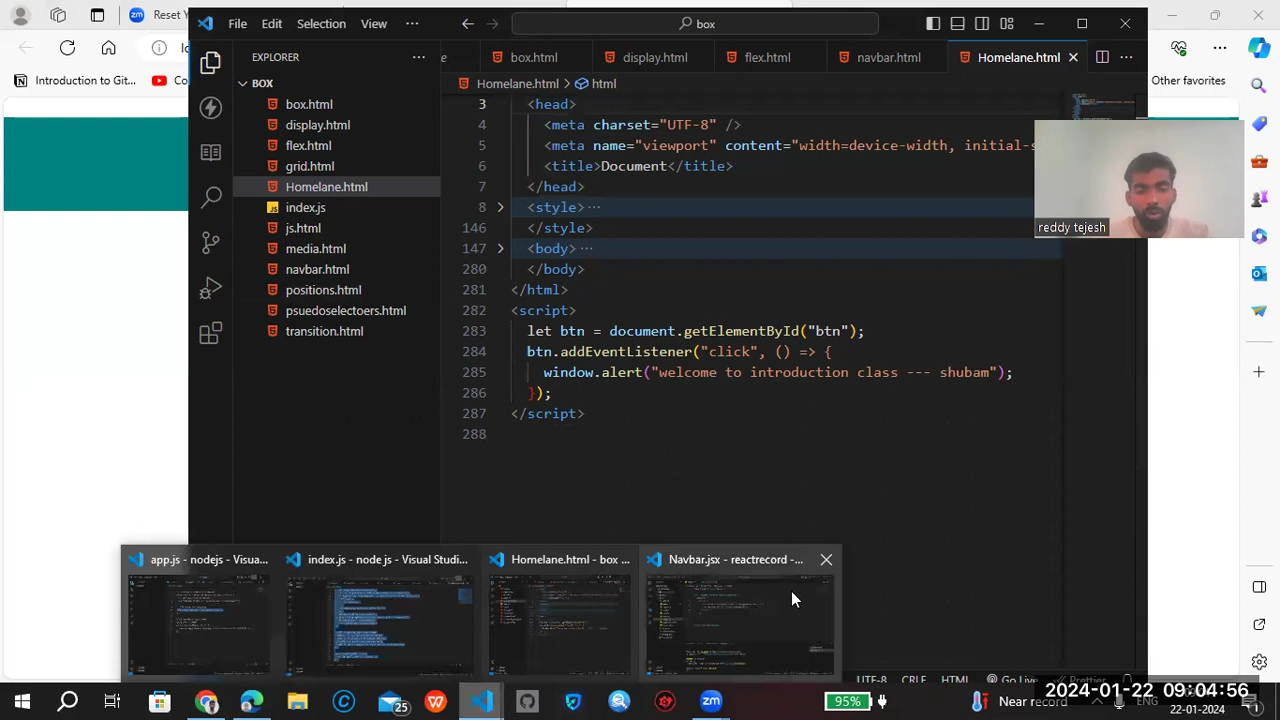 Reset Y
File Edit Selection View ···
box
EXPLORER ···
box.html display.html flex.html navbar.html Homelane.html
Introduction to Git...
Other favorites
BOX
Homelane.html > html
box.html
display.html
flex.html
grid.html
Homelane.html
index.js
js.html
media.html
navbar.html
positions.html
psuedoselectoers.html
transition.html
3 <head>
4 <meta charset="UTF-8" />
5 <meta name="viewport" content="width=device-width, initial-s
6 <title>Document</title>
7 </head>
8 <style> ···
146 </style>
147 <body> ···
280 </body>
281 </html>
282 <script>
283 let btn = document.getElementById("btn");
284 btn.addEventListener("click", () => {
285 window.alert("welcome to introduction class --- shubam");
286 });
287 </script>
288
reddy tejesh
app.js - nodejs - Visua... index.js - node js - Visual Studi... Homelane.html - box ... Navbar.jsx - reactrecord -...
UTF-8 CRLF HTML Go Live Prettier
25
zm
95%
Near record
ENG
2024-01-22 09:04:56
22-01-2024